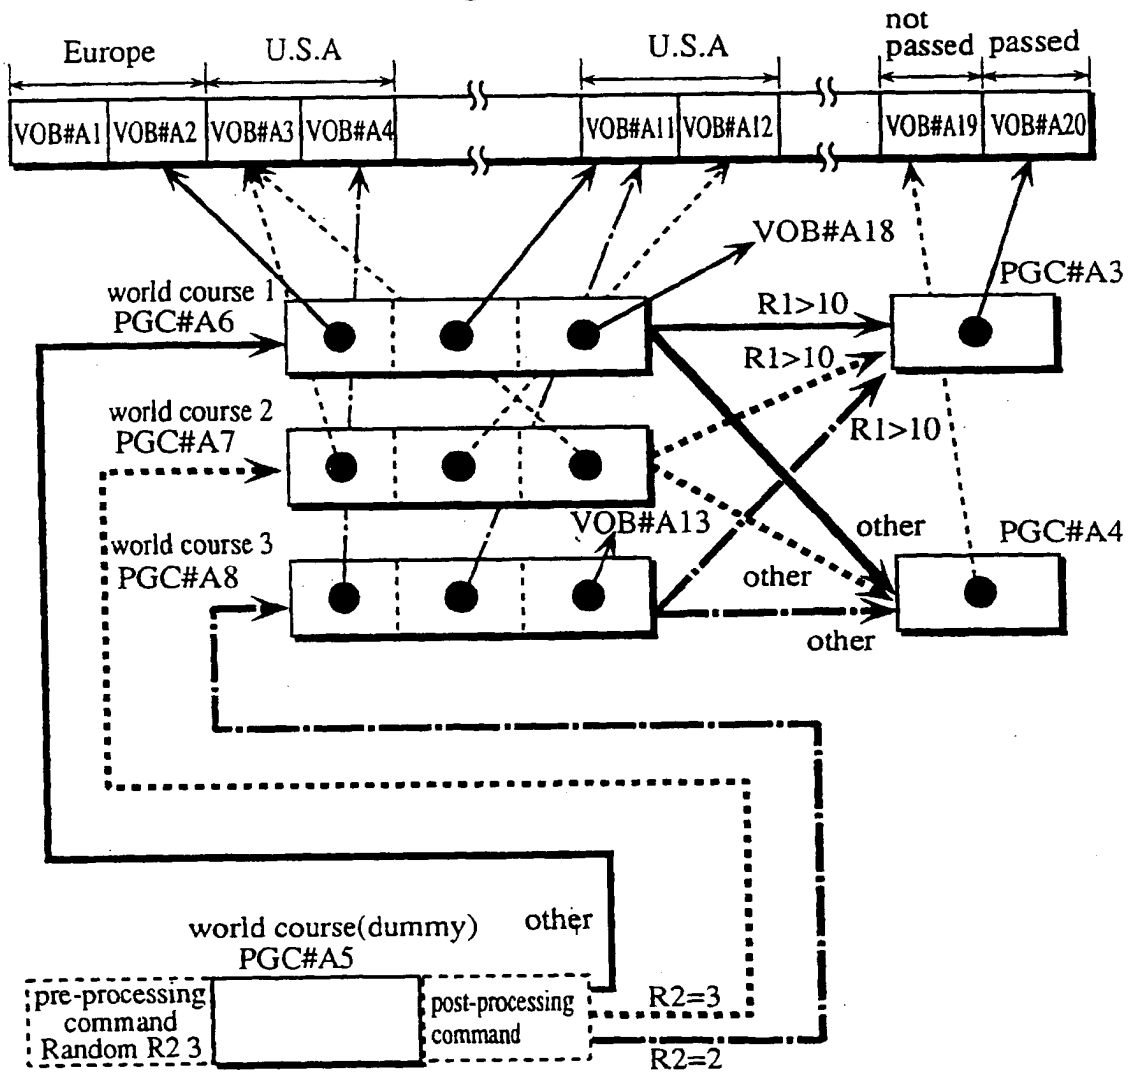 not
passed
passed
Europe
U.S.A
U.S.A
VOB#A1
VOB#A2
VOB#A3
VOB#A4
VOB#A11
VOB#A12
VOB#A19
VOB#A20
VOB#A18
PGC#A3
world course 1
PGC#A6
R1>10
R1>10
R1>10
world course 2
PGC#A7
VOB#A13
other
PGC#A4
world course 3
PGC#A8
other
other
world course(dummy)
PGC#A5
other
pre-processing
command
Random R2 3
post-processing
command
R2=3
R2=2